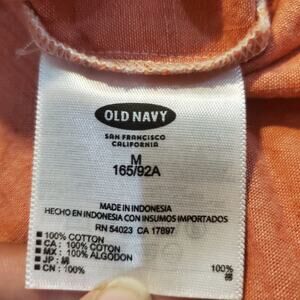 OLD NAVY
SAN FRANCISCO
CALIFORNIA
M
165/92A
MADE IN INDONESIA
HECHO EN INDONESIA CON INSUMOS IMPORTADOS
RN 54023 CA 17897
■ 100% COTTON
■ CA: 100% COTON
■ MX: 100% ALGODON
■ JP: 綿 100%
■ CN: 100% 棉